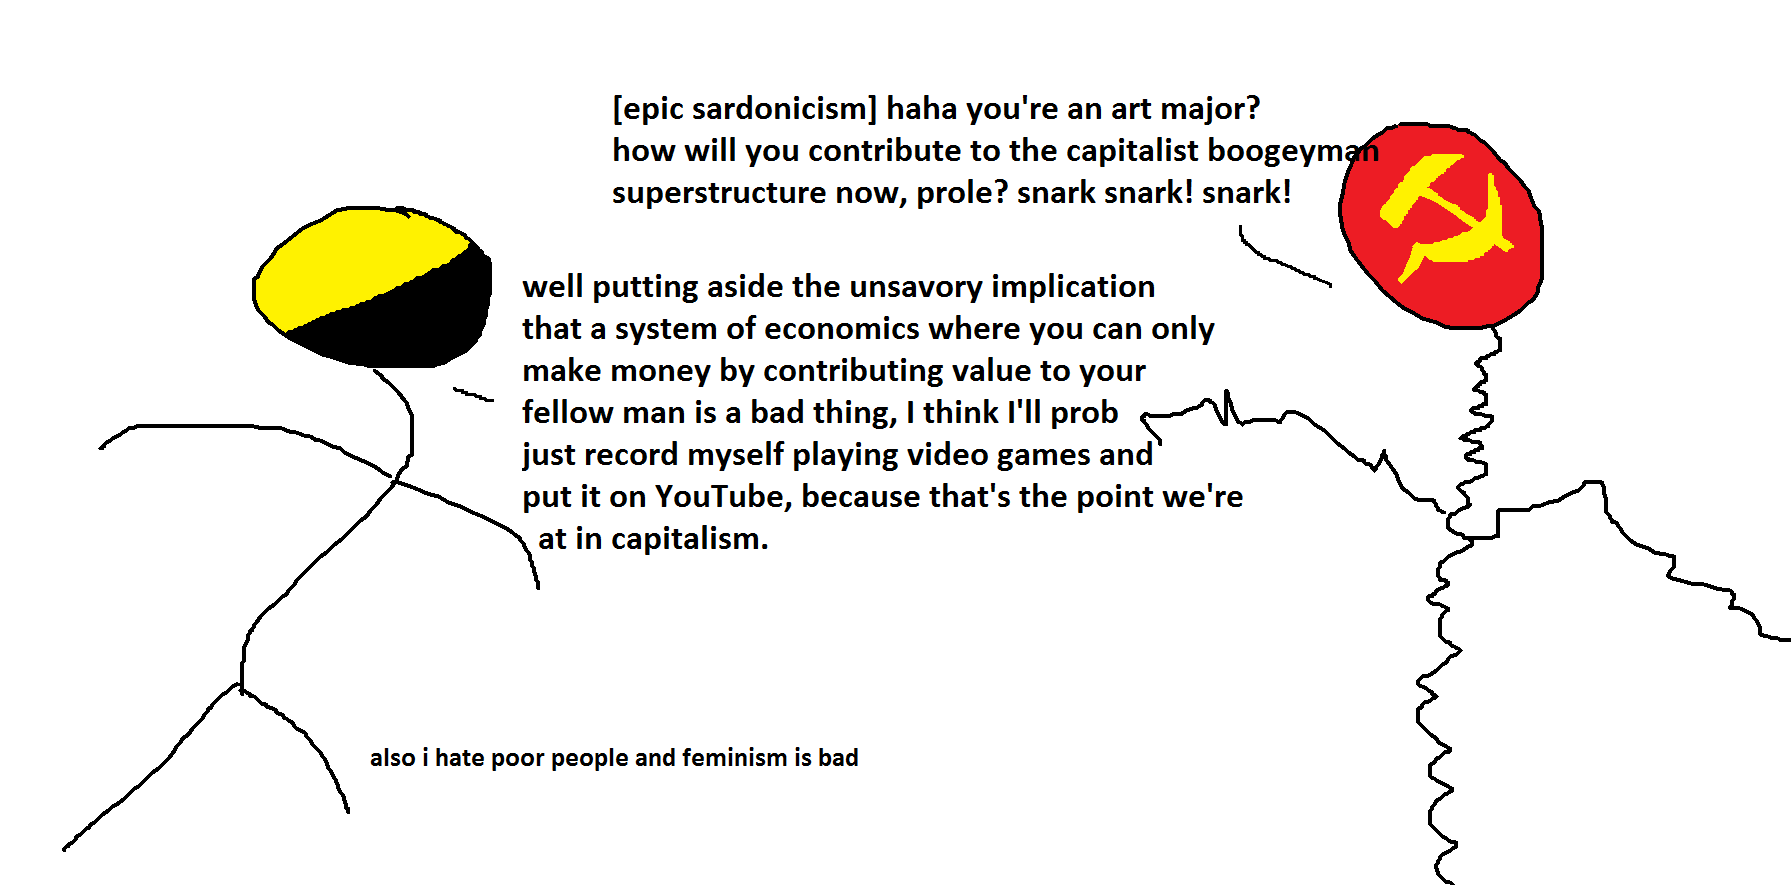 [epic sardonicism] haha you're an art major?
how will you contribute to the capitalist boogeyman
superstructure now, prole? snark snark! snark!
well putting aside the unsavory implication
that a system of economics where you can only
make money by contributing value to your
fellow man is a bad thing, I think I'll prob
just record myself playing video games and
put it on YouTube, because that's the point we're
at in capitalism.
also i hate poor people and feminism is bad